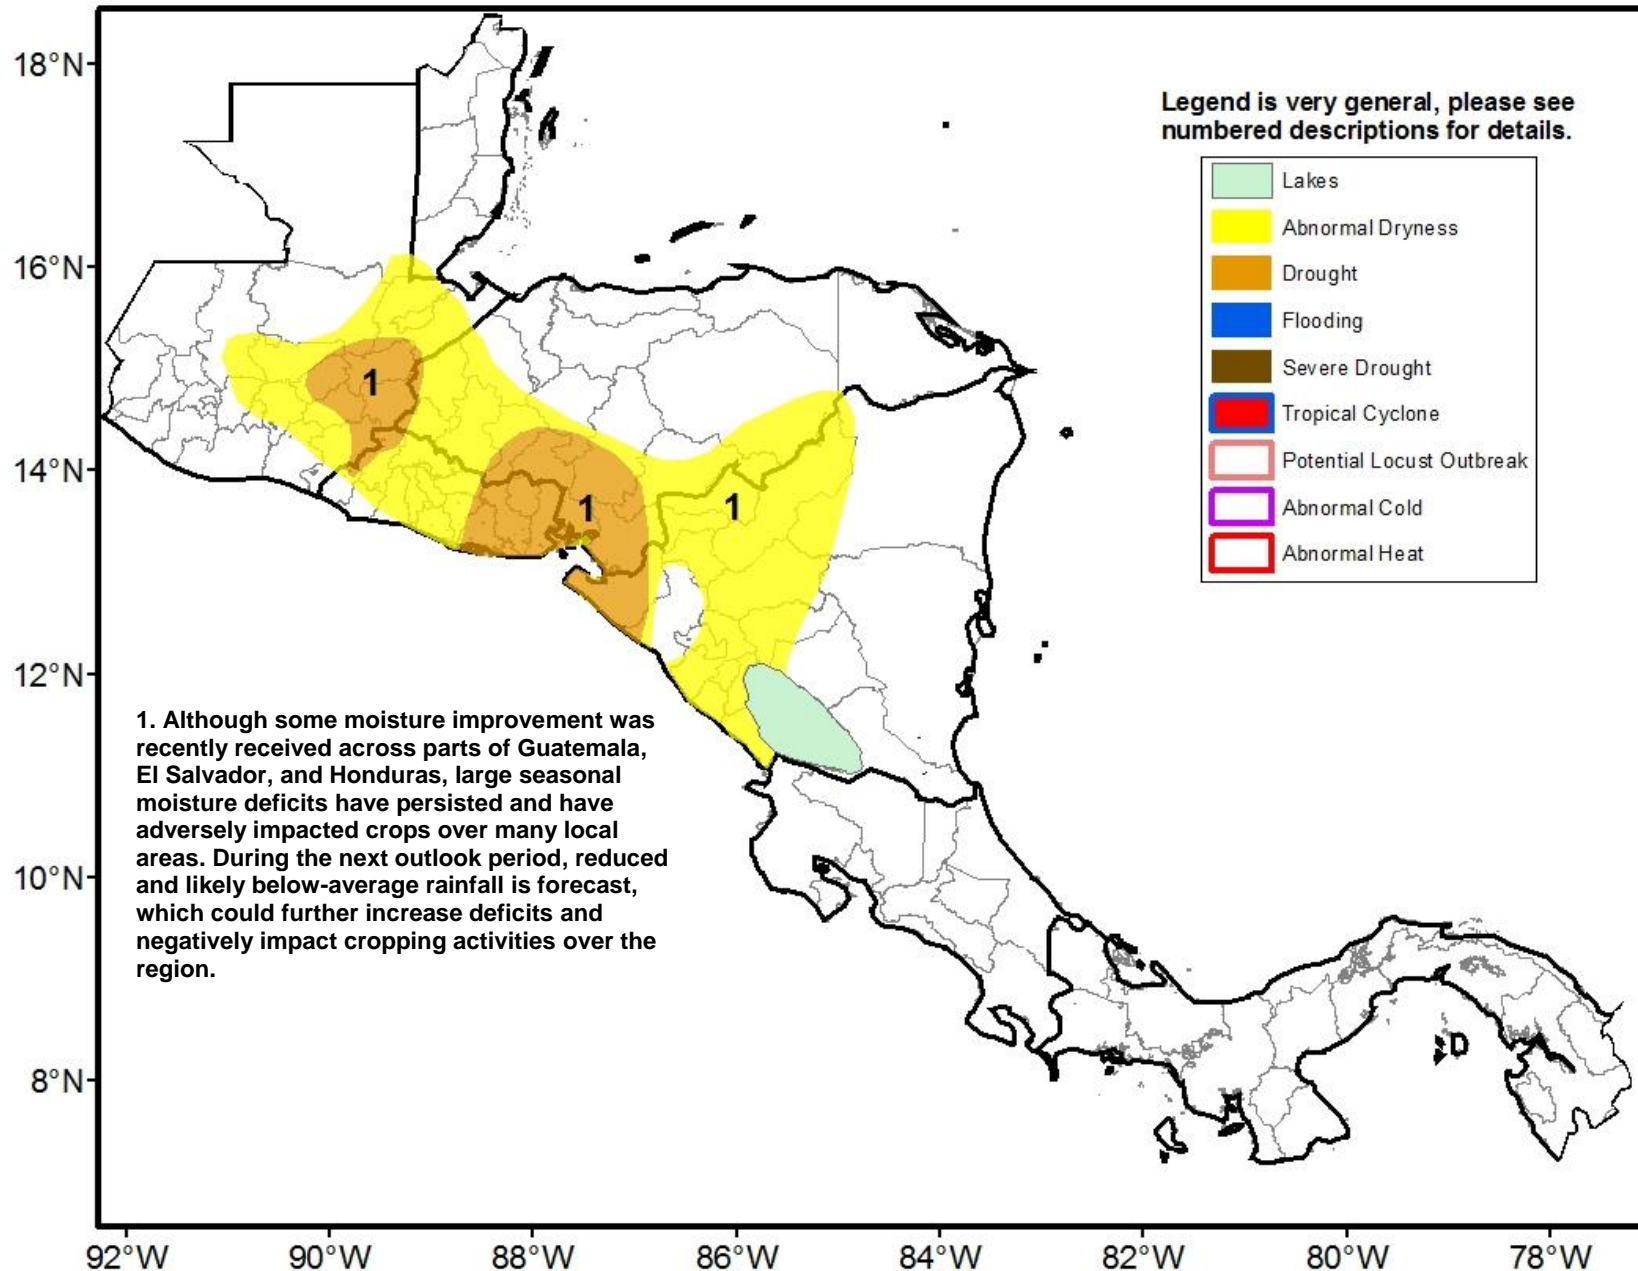 18°N
16°N
14°N
12°N
10°N
8°N
Legend is very general, please see
numbered descriptions for details.
Lakes
Abnormal Dryness
Drought
Flooding
Severe Drought
Tropical Cyclone
Potential Locust Outbreak
Abnormal Cold
Abnormal Heat
1
1
1
1. Although some moisture improvement was
recently received across parts of Guatemala,
El Salvador, and Honduras, large seasonal
moisture deficits have persisted and have
adversely impacted crops over many local
areas. During the next outlook period, reduced
and likely below-average rainfall is forecast,
which could further increase deficits and
negatively impact cropping activities over the
region.
92°W
90°W
88°W
86°W
84°W
82°W
80°W
78°W